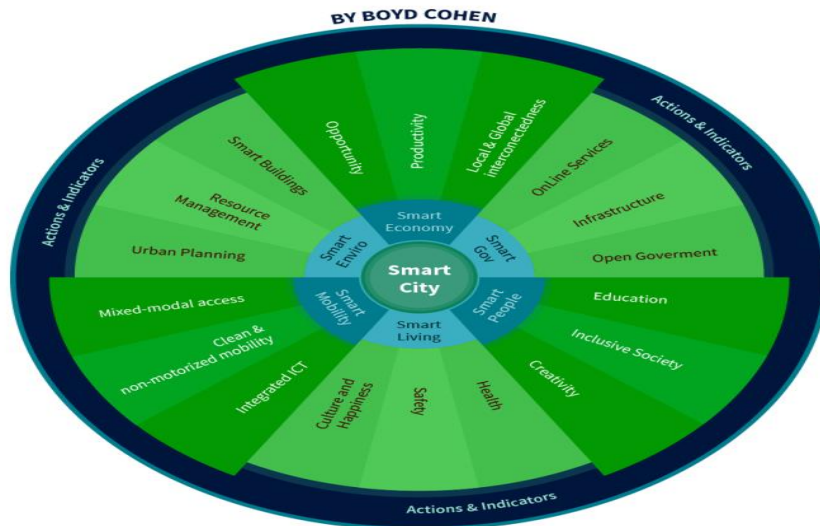 BY BOYD COHEN
Actions & Indicators
Actions & Indicators
Actions & Indicators
Opportunity
Productivity
Local & Global
interconectedness
OnLine Services
Infrastructure
Open Goverment
Education
Inclusive Society
Creativity
Health
Safety
Culture and
Happiness
Integrated ICT
Clean &
non-motorized mobility
Mixed-modal access
Urban Planning
Resource
Management
Smart Buildings
Smart
Economy
Smart
Gov
Smart
People
Smart
Living
Smart
Mobility
Smart
Enviro
Smart
City